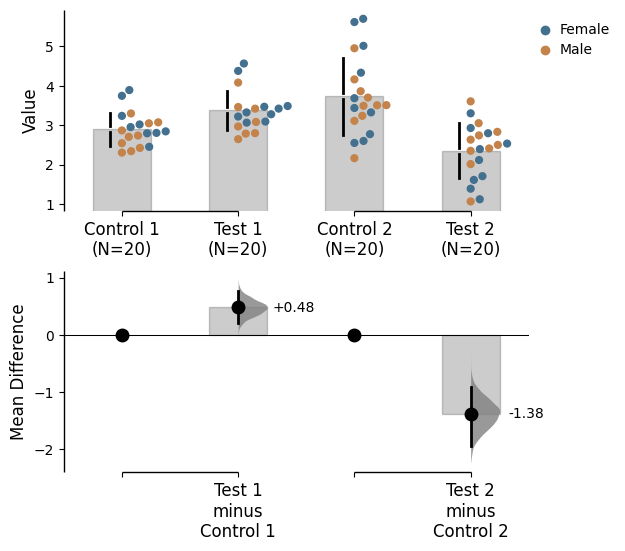 Female
Male
5
4
3
2
1
Value
Control 1
(N=20)
Test 1
(N=20)
Control 2
(N=20)
Test 2
(N=20)
1
0
−1
−2
Mean Difference
+0.48
-1.38
Test 1
minus
Control 1
Test 2
minus
Control 2